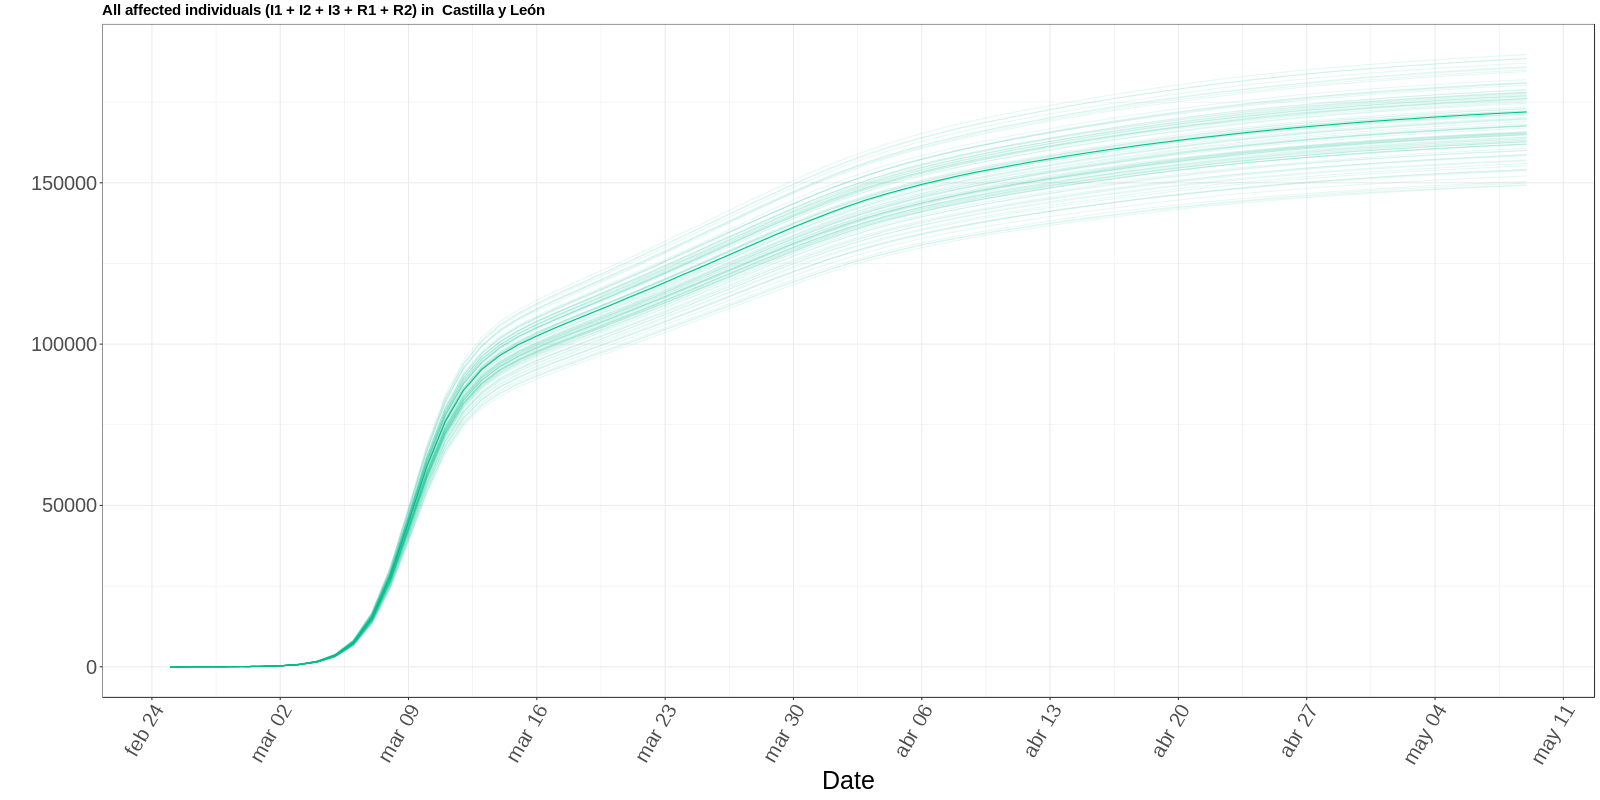 All affected individuals (I1 + I2 + I3 + R1 + R2) in  Castilla y León
150000
100000
50000
0
feb 24
mar 02
mar 09
mar 16
mar 23
mar 30
abr 06
abr 13
abr 20
abr 27
may 04
may 11
Date